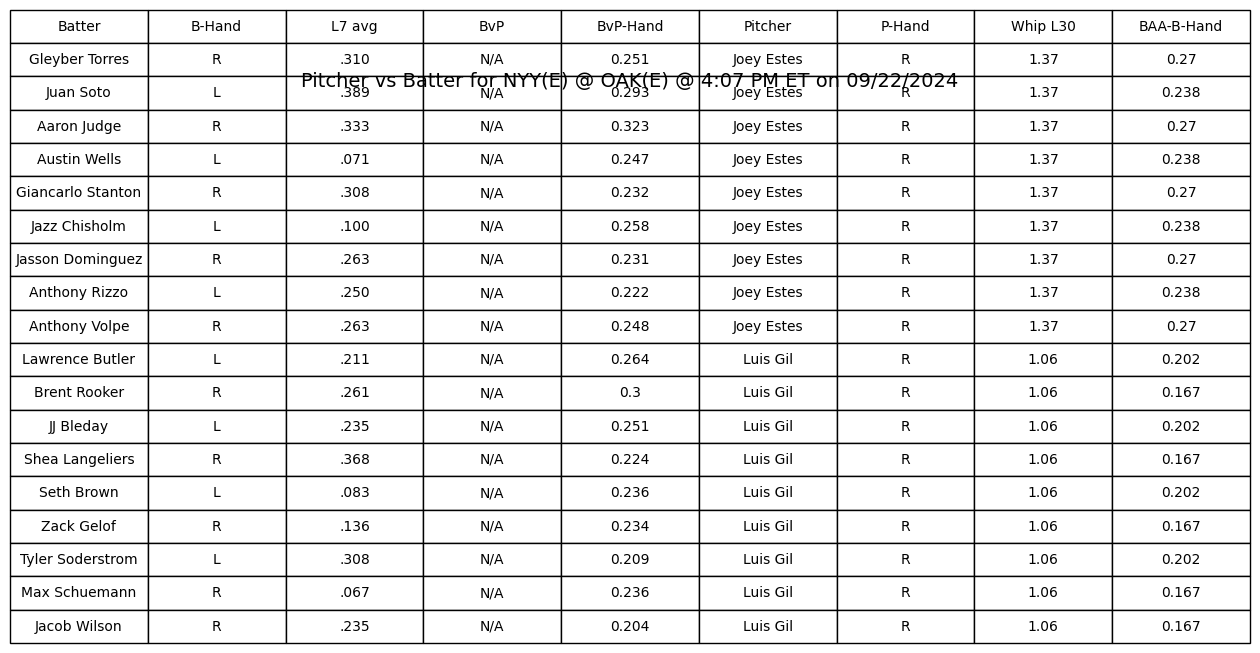 Batter B-Hand L7 avg BvP BvP-Hand Pitcher P-Hand Whip L30 BAA-B-Hand
Gleyber Torres R .310 N/A 0.251 Joey Estes R 1.37 0.27
Pitcher vs Batter for NYY(E) @ OAK(E) @ 4:07 PM ET on 09/22/2024
Juan Soto L .389 N/A 0.293 Joey Estes R 1.37 0.238
Aaron Judge R .333 N/A 0.323 Joey Estes R 1.37 0.27
Austin Wells L .071 N/A 0.247 Joey Estes R 1.37 0.238
Giancarlo Stanton R .308 N/A 0.232 Joey Estes R 1.37 0.27
Jazz Chisholm L .100 N/A 0.258 Joey Estes R 1.37 0.238
Jasson Dominguez R .263 N/A 0.231 Joey Estes R 1.37 0.27
Anthony Rizzo L .250 N/A 0.222 Joey Estes R 1.37 0.238
Anthony Volpe R .263 N/A 0.248 Joey Estes R 1.37 0.27
Lawrence Butler L .211 N/A 0.264 Luis Gil R 1.06 0.202
Brent Rooker R .261 N/A 0.3 Luis Gil R 1.06 0.167
JJ Bleday L .235 N/A 0.251 Luis Gil R 1.06 0.202
Shea Langeliers R .368 N/A 0.224 Luis Gil R 1.06 0.167
Seth Brown L .083 N/A 0.236 Luis Gil R 1.06 0.202
Zack Gelof R .136 N/A 0.234 Luis Gil R 1.06 0.167
Tyler Soderstrom L .308 N/A 0.209 Luis Gil R 1.06 0.202
Max Schuemann R .067 N/A 0.236 Luis Gil R 1.06 0.167
Jacob Wilson R .235 N/A 0.204 Luis Gil R 1.06 0.167